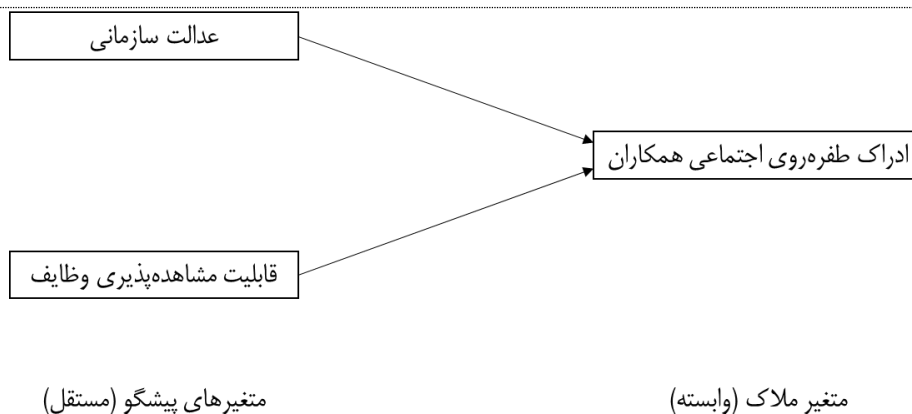 عدالت سازمانی
ادراک طفره‌روی اجتماعی همکاران
قابلیت مشاهده‌پذیری وظایف
متغیر ملاک (وابسته)
متغیرهای پیشگو (مستقل)